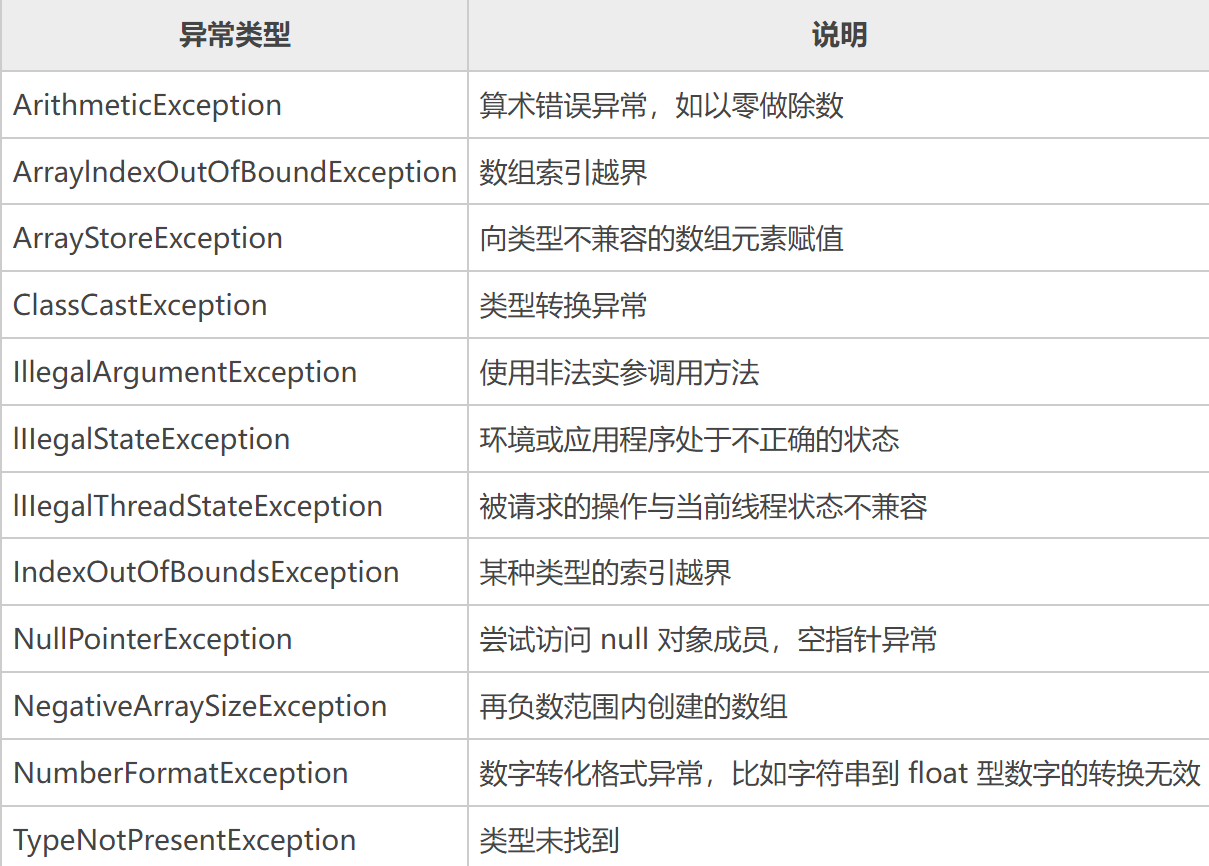 异常类型 说明
ArithmeticException 算术错误异常，如以零做除数
ArrayIndexOutOfBoundException 数组索引越界
ArrayStoreException 向类型不兼容的数组元素赋值
ClassCastException 类型转换异常
IllegalArgumentException 使用非法实参调用方法
lIIegalStateException 环境或应用程序处于不正确的状态
lIIegalThreadStateException 被请求的操作与当前线程状态不兼容
IndexOutOfBoundsException 某种类型的索引越界
NullPointerException 尝试访问 null 对象成员，空指针异常
NegativeArraySizeException 再负数范围内创建的数组
NumberFormatException 数字转化格式异常，比如字符串到 float 型数字的转换无效
TypeNotPresentException 类型未找到